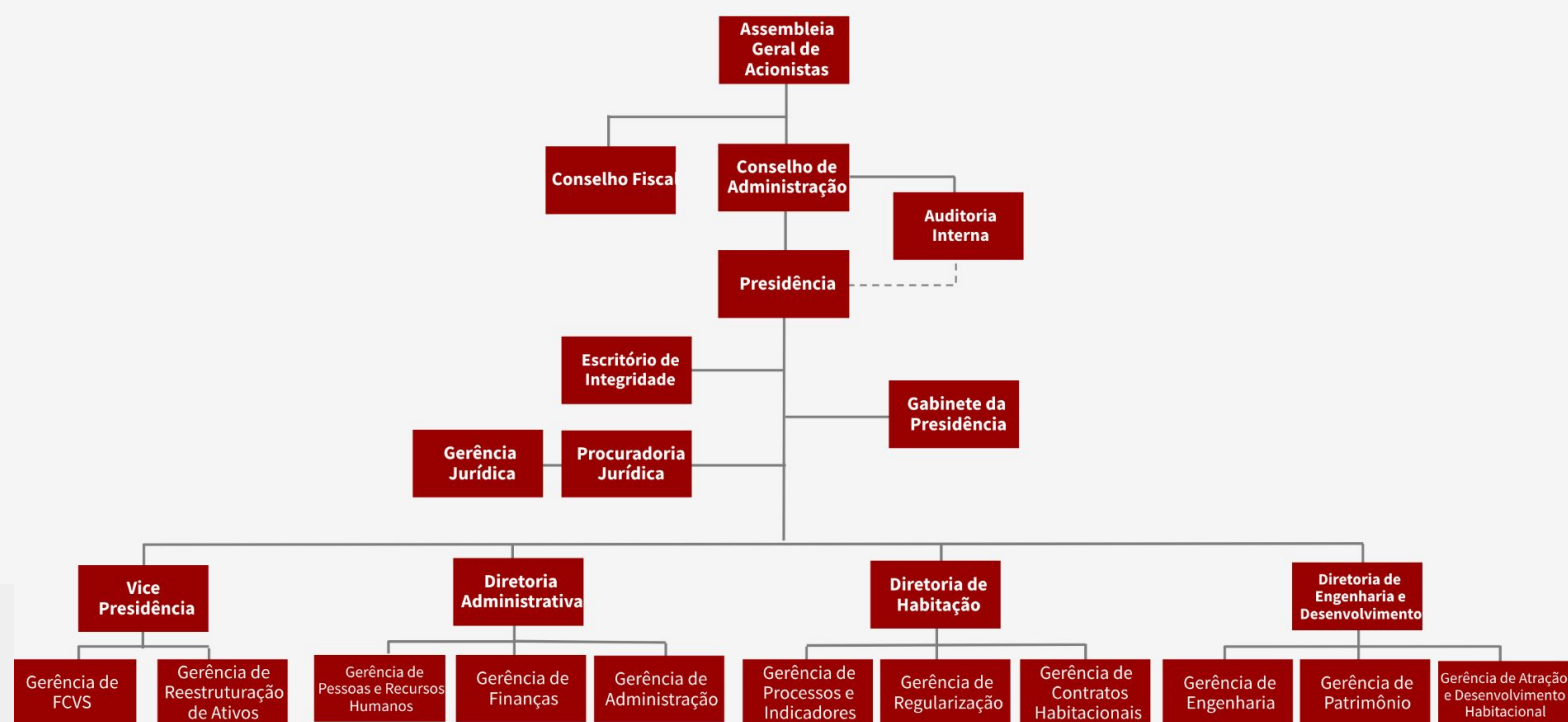 Assembleia
Geral de
Acionistas
Conselho Fiscal
Conselho de
Administração
Auditoria
Interna
Presidência
Escritório de
Integridade
Gabinete da
Presidência
Gerência
Jurídica
Procuradoria
Jurídica
Vice
Presidência
Diretoria
Administrativa
Diretoria de
Habitação
Diretoria de
Engenharia e
Desenvolvimento
Gerência de
FCVS
Gerência de
Reestruturação
de Ativos
Gerência de
Pessoas e Recursos
Humanos
Gerência de
Finanças
Gerência de
Administração
Gerência de
Processos e
Indicadores
Gerência de
Regularização
Gerência de
Contratos
Habitacionais
Gerência de
Engenharia
Gerência de
Patrimônio
Gerência de Atração
e Desenvolvimento
Habitacional